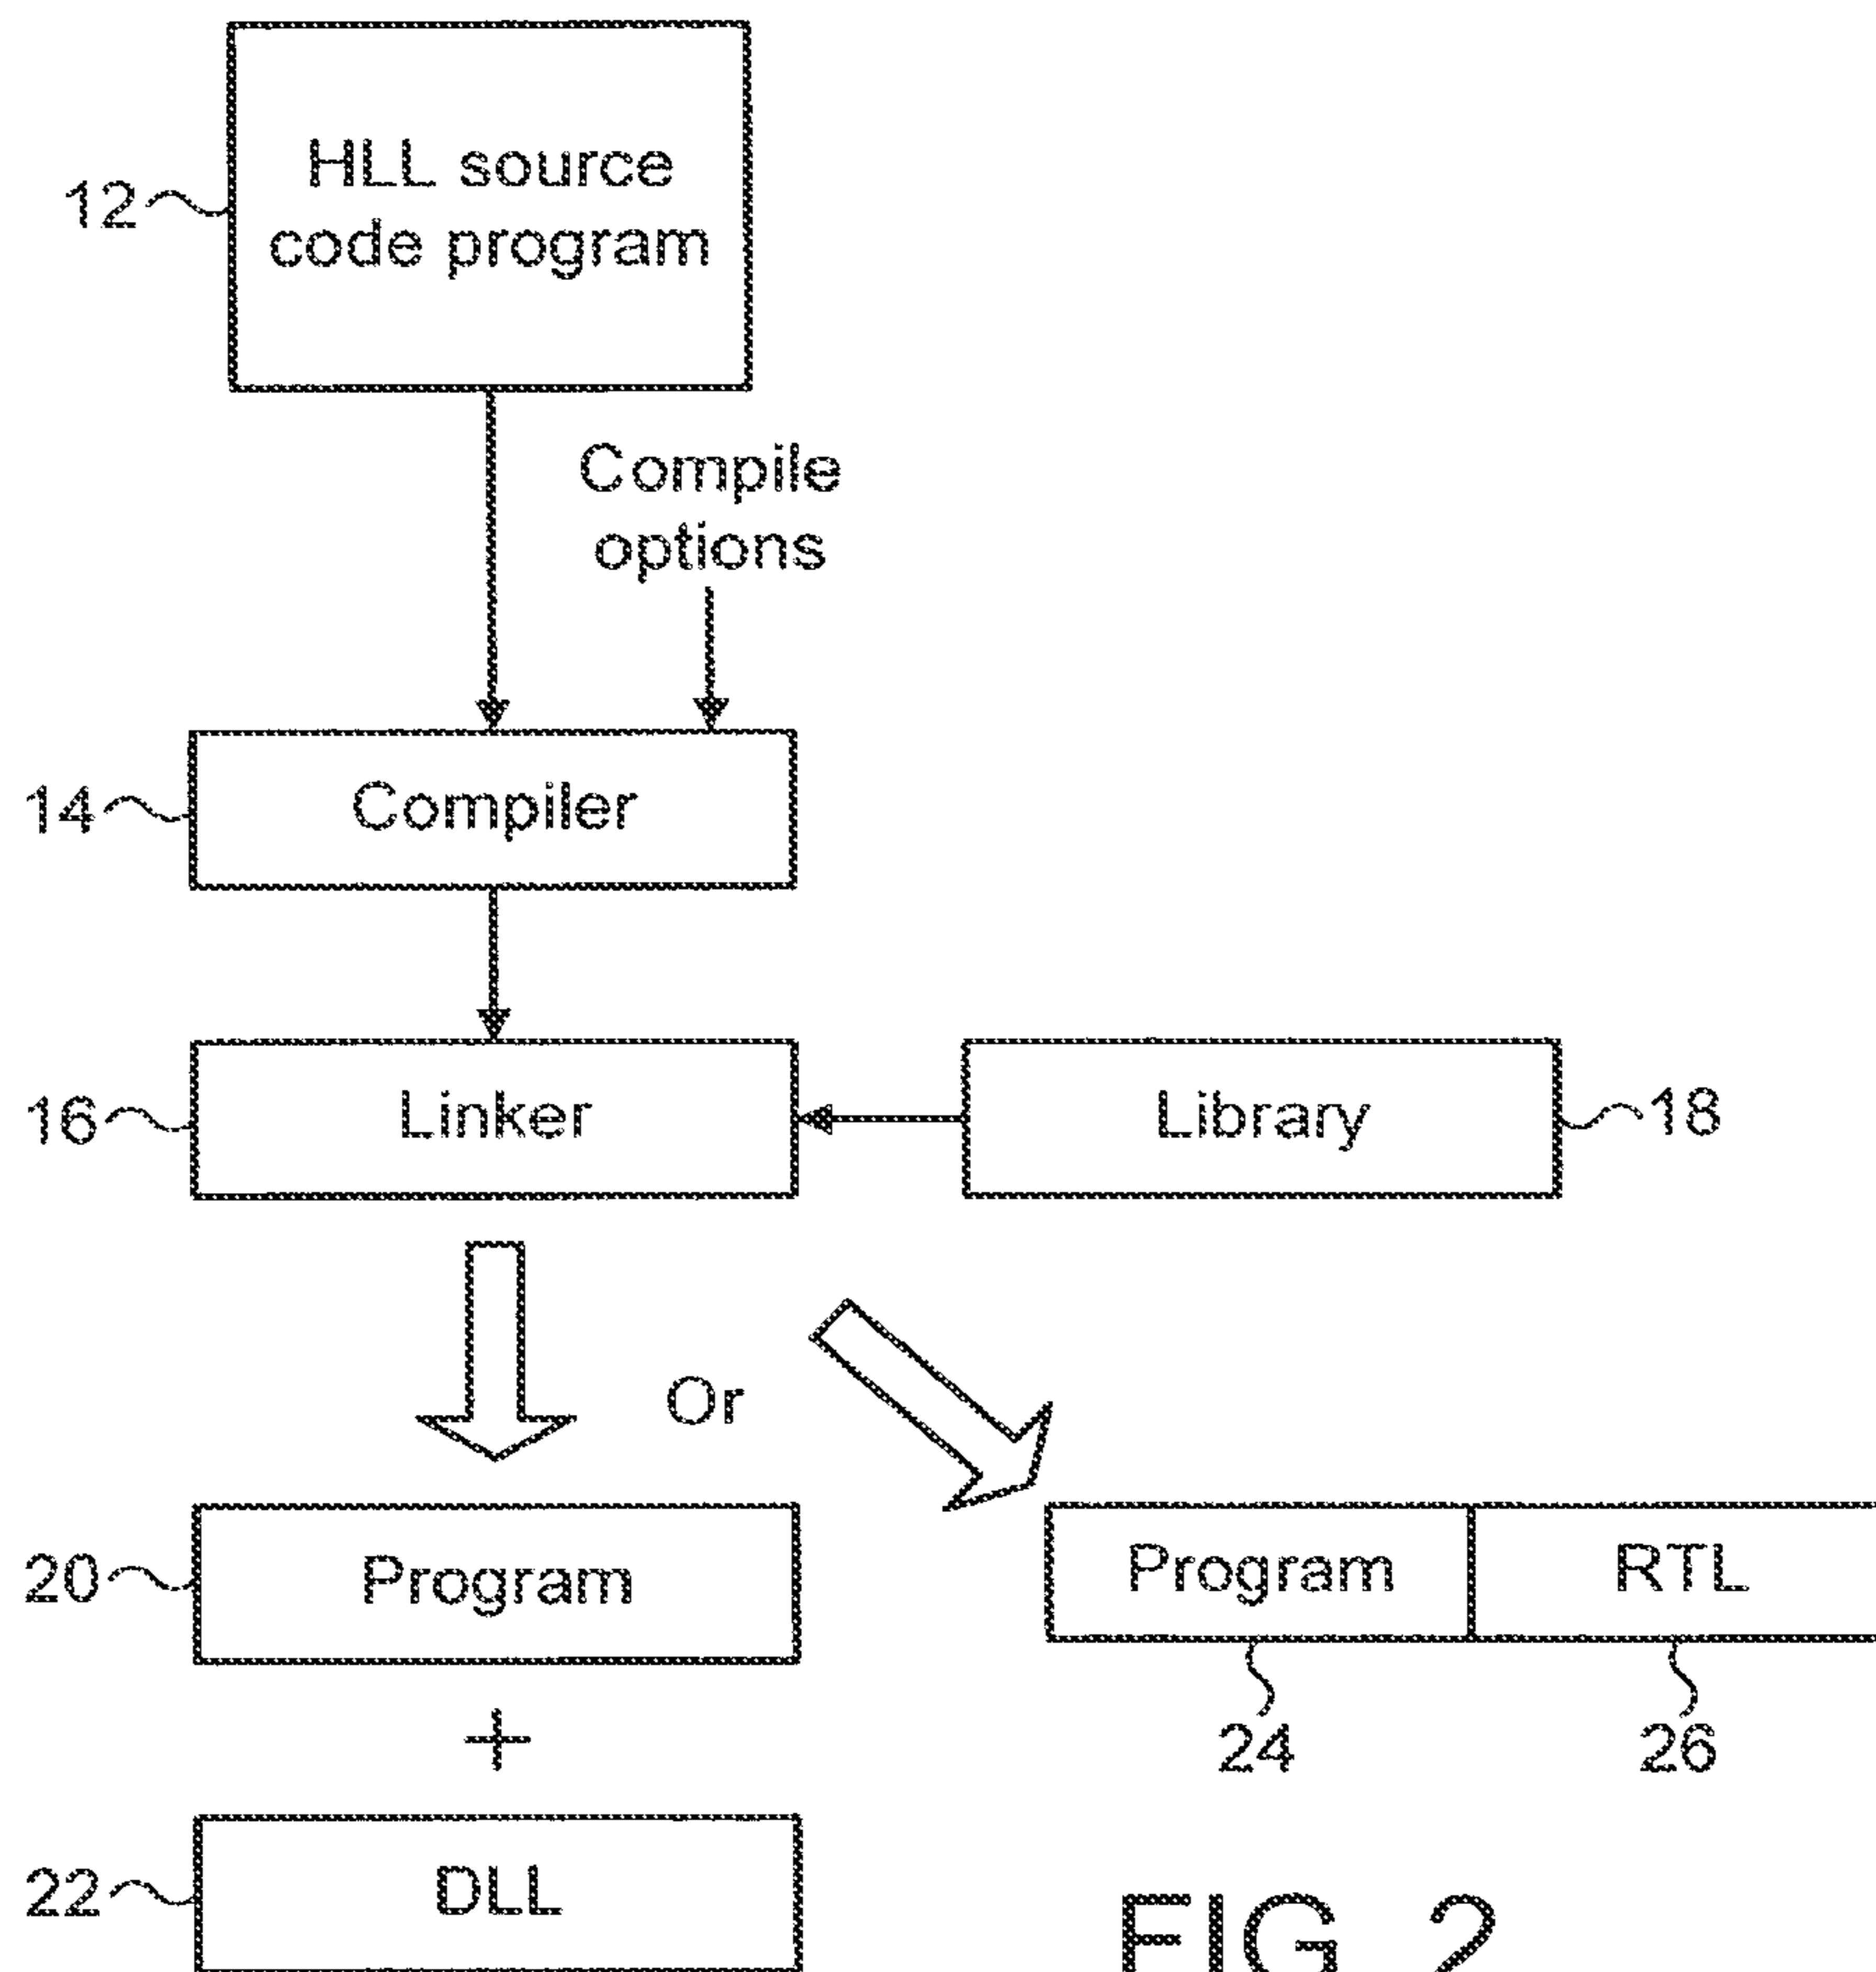 HLL source
code program
12
Compile
options
14
Compiler
16
Linker
Library
18
Or
20
Program
Program
RTL
+
24
26
22
DLL
FIG. 2